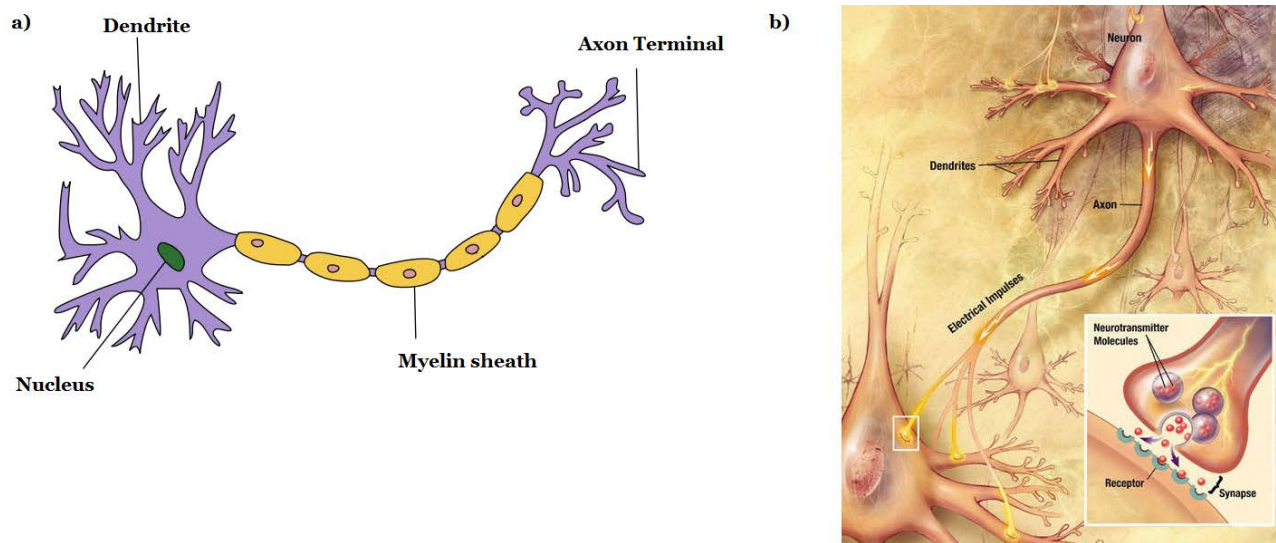 a)
Dendrite
Axon Terminal
Myelin sheath
Nucleus
b)
Neuron
Dendrites
Axon
Electrical Impulses
Neurotransmitter
Molecules
Receptor
Synapse